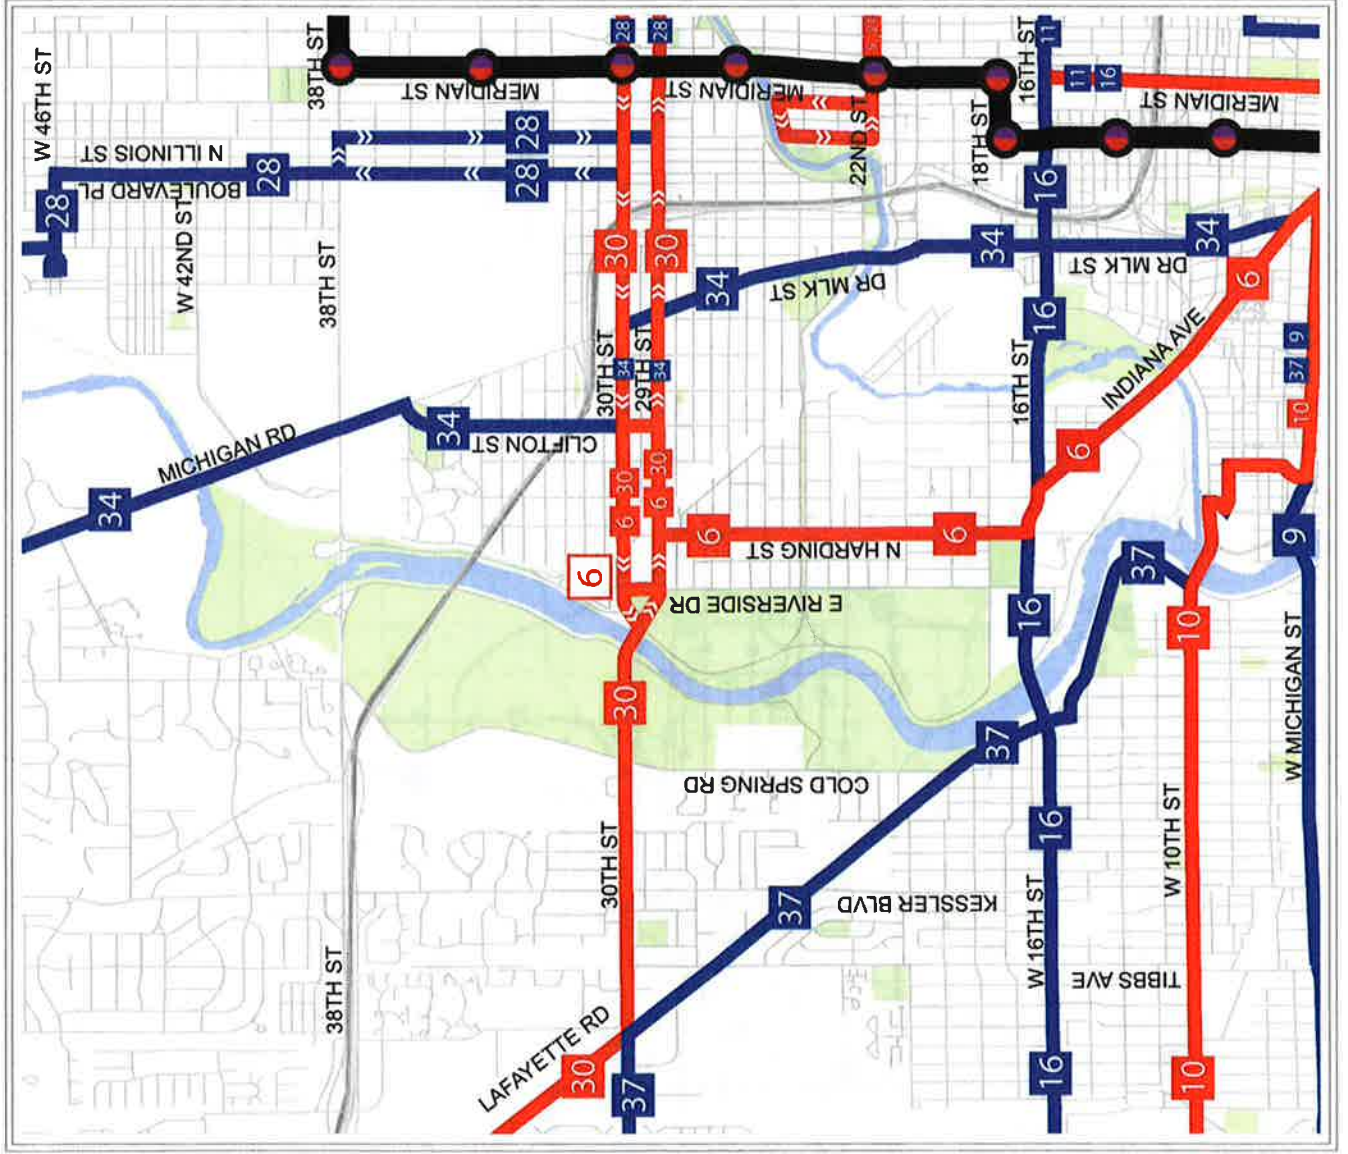 W 46TH ST
38TH ST
MERIDIAN ST
28
28
MERIDIAN ST
MERIDIAN ST
22ND ST
18TH ST
16TH ST
11
11
16
MERIDIAN ST
N ILLINOIS ST
BOULEVARD PL
28
28
28
28
W 42ND ST
38TH ST
16
30
30
34
34
34
DR MLK ST
DR MLK ST
6
16
16TH ST
INDIANA AVE
30TH ST
29TH ST
34
34
9
37
10
MICHIGAN RD
34
34
CLIFTON ST
30
30
6
6
6
N HARDING ST
6
6
9
37
6
E RIVERSIDE DR
16
10
W MICHIGAN ST
30
37
COLD SPRING RD
30TH ST
16
W 10TH ST
37
KESSLER BLVD
W 16TH ST
TIBBS AVE
38TH ST
LAFAYETTE RD
30
37
16
10